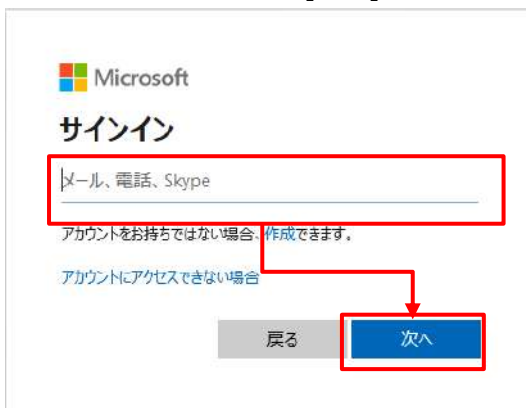 Microsoft
サインイン
メール、電話、Skype
アカウントをお持ちではない場合、作成できます。
アカウントにアクセスできない場合
戻る
次へ